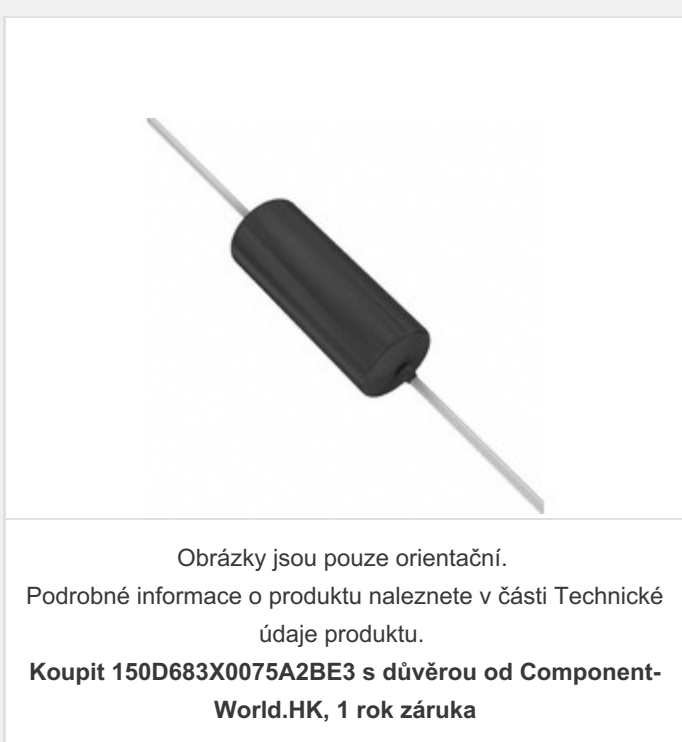 Obrázky jsou pouze orientační.
Podrobné informace o produktu naleznete v části Technické
údaje produktu.
Koupit 150D683X0075A2BE3 s důvěrou od Component-
World.HK, 1 rok záruka